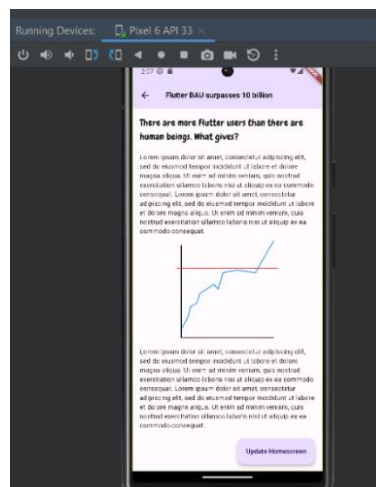 Running Devices: Pixel 6 API 33
2:07
Flutter BAU surpasses 10 billion
There are more Flutter users than there are
human beings. What gives?
Lorem ipsum dolor sit amet, consectetur adipiscing elit,
sed do eiusmod tempor incididunt ut labore et dolore
magna aliqua. Ut enim ad minim veniam, quis nostrud
exercitation ullamco laboris nisi ut aliquip ex ea commodo
consequat. Lorem ipsum dolor sit amet, consectetur
adipiscing elit, sed do eiusmod tempor incididunt ut labore
et dolore magna aliqua. Ut enim ad minim veniam, quis
nostrud exercitation ullamco laboris nisi ut aliquip ex ea
commodo consequat.
Lorem ipsum dolor sit amet, consectetur adipiscing elit,
sed do eiusmod tempor incididunt ut labore et dolore
magna aliqua. Ut enim ad minim veniam, quis nostrud
exercitation ullamco laboris nisi ut aliquip ex ea commodo
consequat. Lorem ipsum dolor sit amet, consectetur
adipiscing elit, sed do eiusmod tempor incididunt ut labore
et dolore magna aliqua. Ut enim ad minim veniam, quis
nostrud exercitation ullamco laboris nisi ut aliquip ex ea
commodo consequat.
Update Homescreen